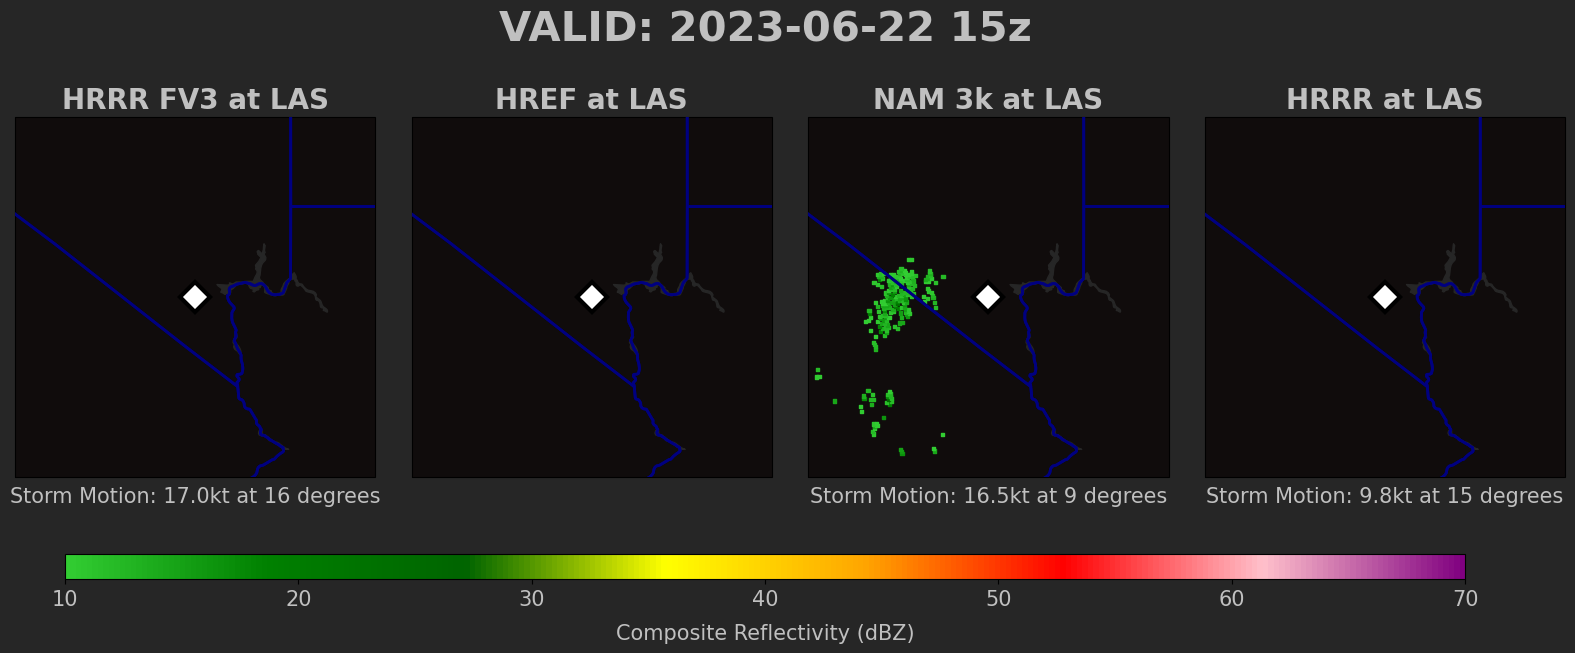 VALID: 2023-06-22 15z
HRRR FV3 at LAS
HREF at LAS
NAM 3k at LAS
HRRR at LAS
Storm Motion: 17.0kt at 16 degrees
Storm Motion: 16.5kt at 9 degrees
Storm Motion: 9.8kt at 15 degrees
10 20 30 40 50 60 70
Composite Reflectivity (dBZ)